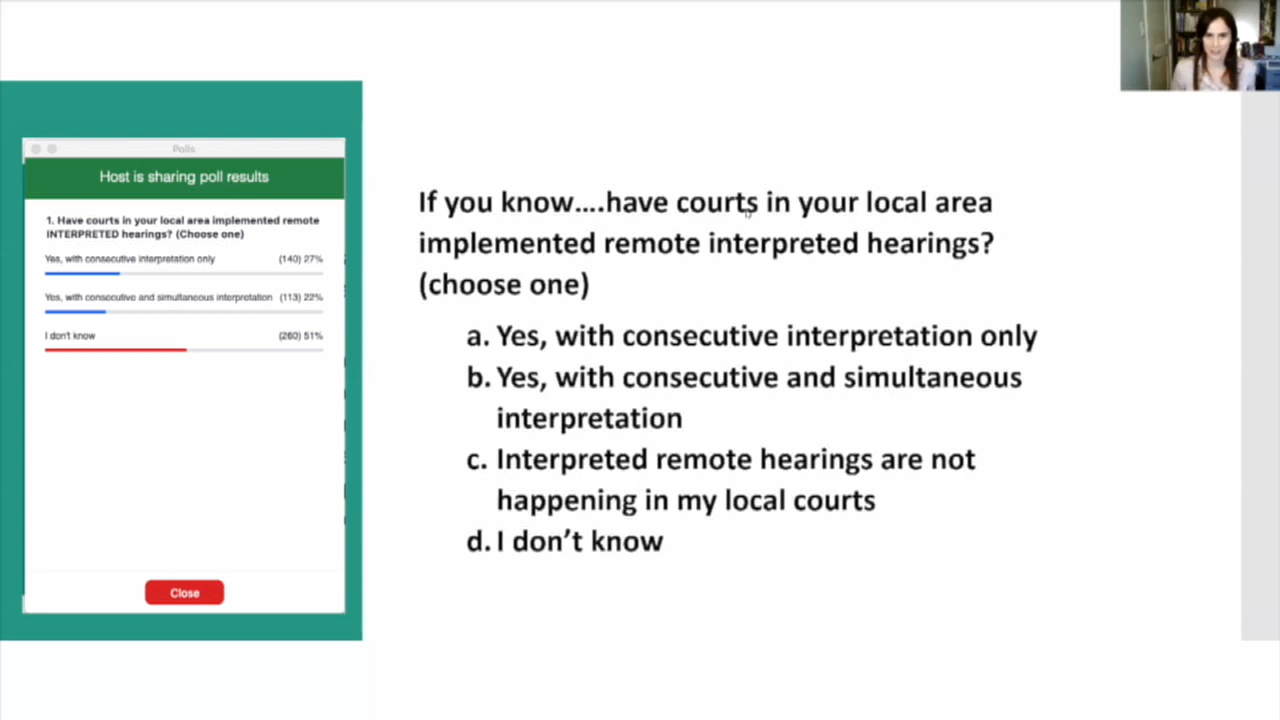 Polls
Host is sharing poll results
1. Have courts in your local area implemented remote
INTERPRETED hearings? (Choose one)
Yes, with consecutive interpretation only (140) 27%
Yes, with consecutive and simultaneous interpretation (113) 22%
I don't know (260) 51%
Close
If you know....have courts in your local area
implemented remote interpreted hearings?
(choose one)
a. Yes, with consecutive interpretation only
b. Yes, with consecutive and simultaneous
interpretation
c. Interpreted remote hearings are not
happening in my local courts
d. I don’t know